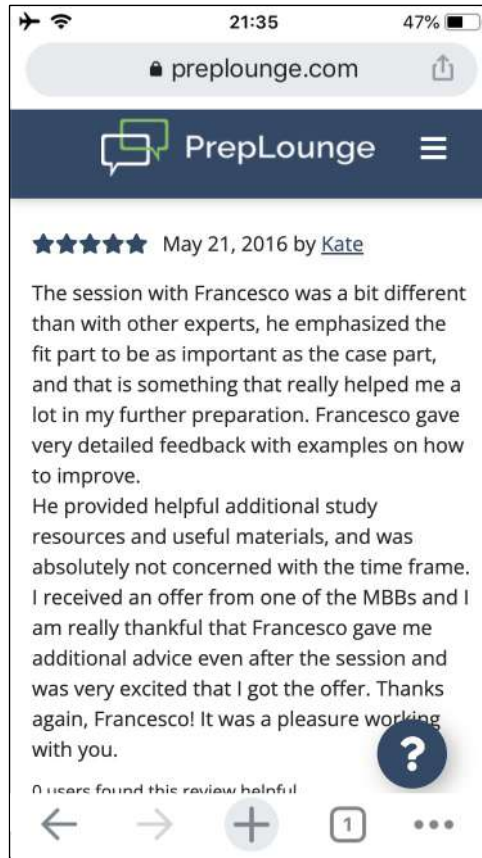 21:35
47%
preplounge.com
PrepLounge
May 21, 2016 by Kate
The session with Francesco was a bit different
than with other experts, he emphasized the
fit part to be as important as the case part,
and that is something that really helped me a
lot in my further preparation. Francesco gave
very detailed feedback with examples on how
to improve.
He provided helpful additional study
resources and useful materials, and was
absolutely not concerned with the time frame.
I received an offer from one of the MBBs and I
am really thankful that Francesco gave me
additional advice even after the session and
was very excited that I got the offer. Thanks
again, Francesco! It was a pleasure working
with you.
?
0 users found this review helpful
1